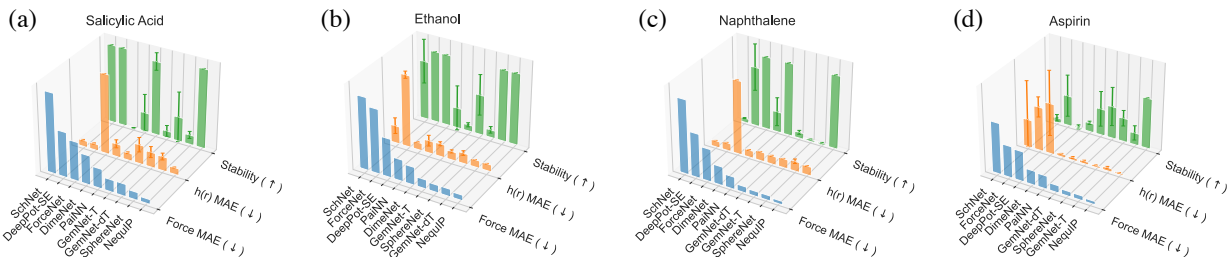 (a)
Salicylic Acid
SchNet
DeepPot-SE
ForceNet
DimeNet
PaiNN
GemNet-T
GemNet-dT
SphereNet
NequIP
Stability (↑)
h(r) MAE (↓)
Force MAE (↓)
(b)
Ethanol
SchNet
ForceNet
DeepPot-SE
PaiNN
DimeNet
GemNet-T
SphereNet
GemNet-dT
NequIP
Stability (↑)
h(r) MAE (↓)
Force MAE (↓)
(c)
Naphthalene
SchNet
DeepPot-SE
ForceNet
DimeNet
PaiNN
GemNet-dT
GemNet-T
SphereNet
NequIP
Stability (↑)
h(r) MAE (↓)
Force MAE (↓)
(d)
Aspirin
SchNet
ForceNet
DeepPot-SE
DimeNet
PaiNN
GemNet-dT
SphereNet
GemNet-T
NequIP
Stability (↑)
h(r) MAE (↓)
Force MAE (↓)